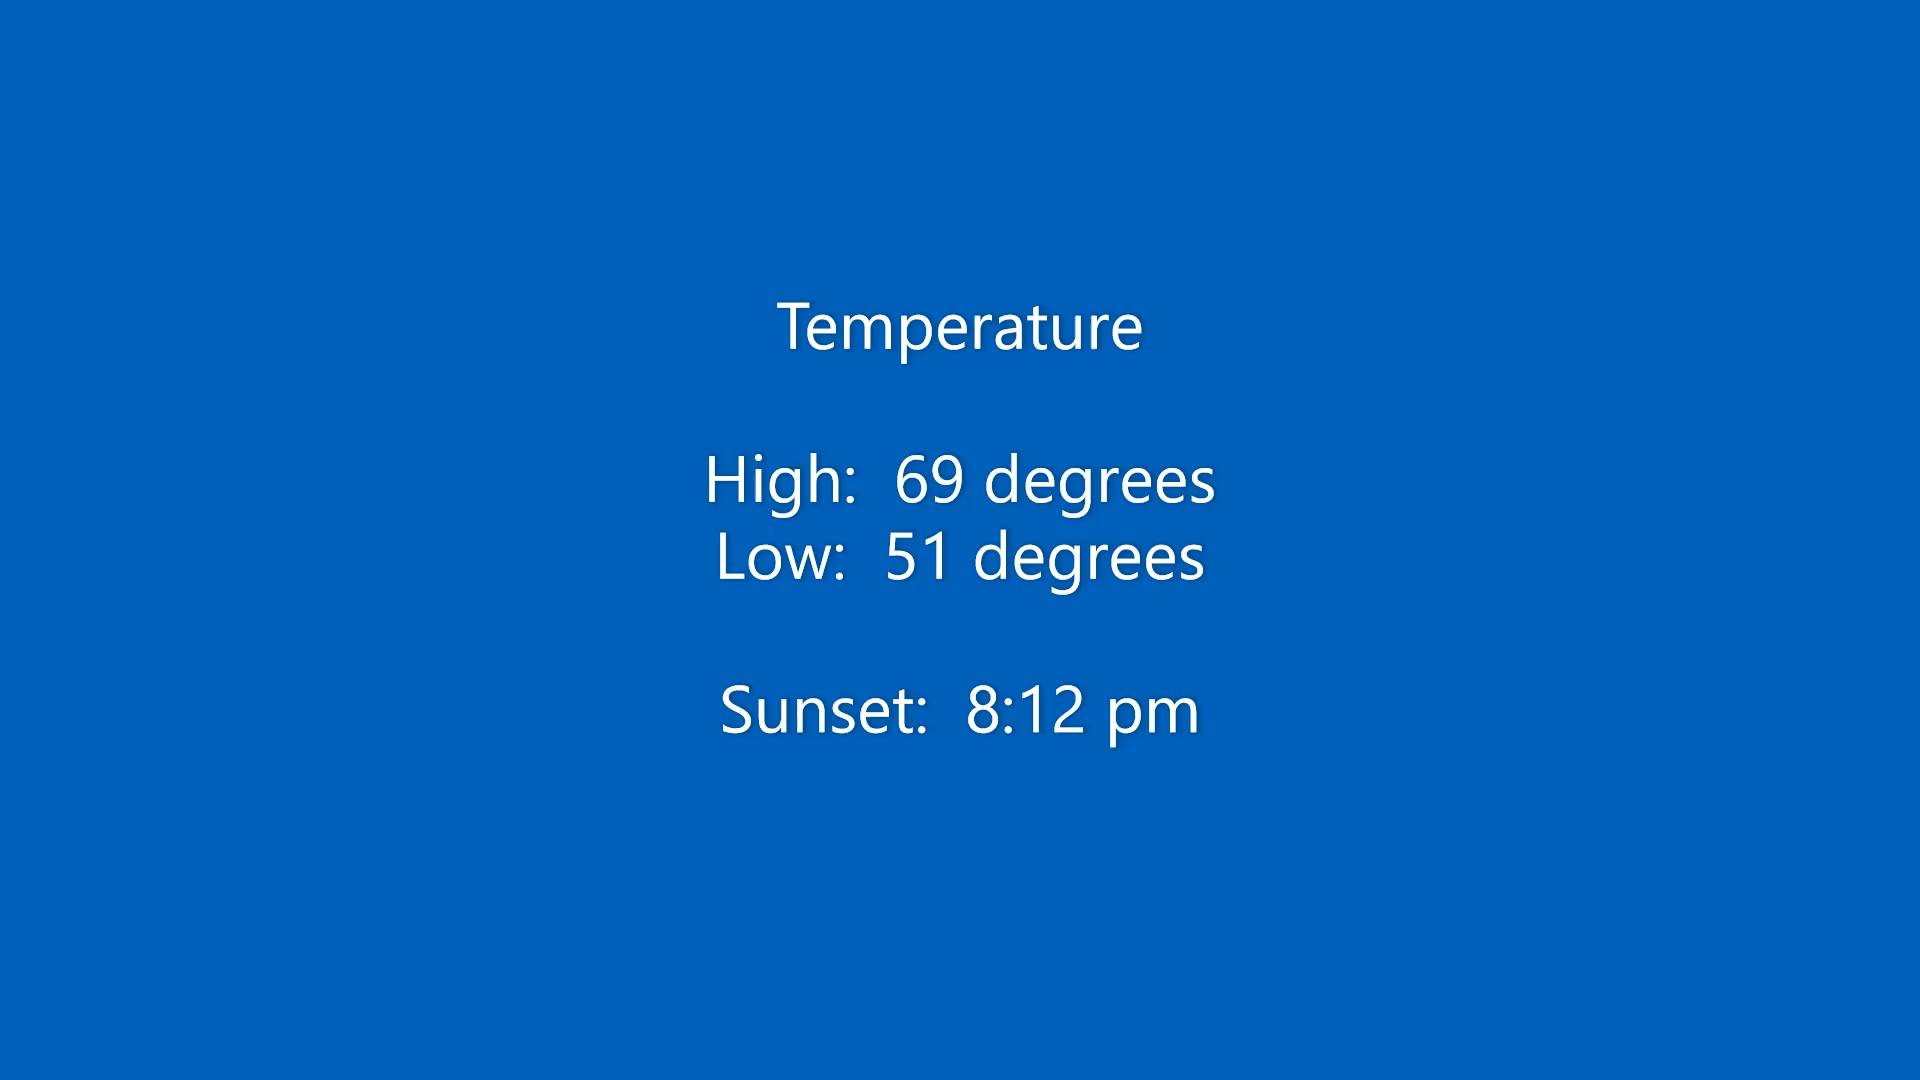 Temperature
High:  69 degrees
Low:  51 degrees
Sunset:  8:12 pm